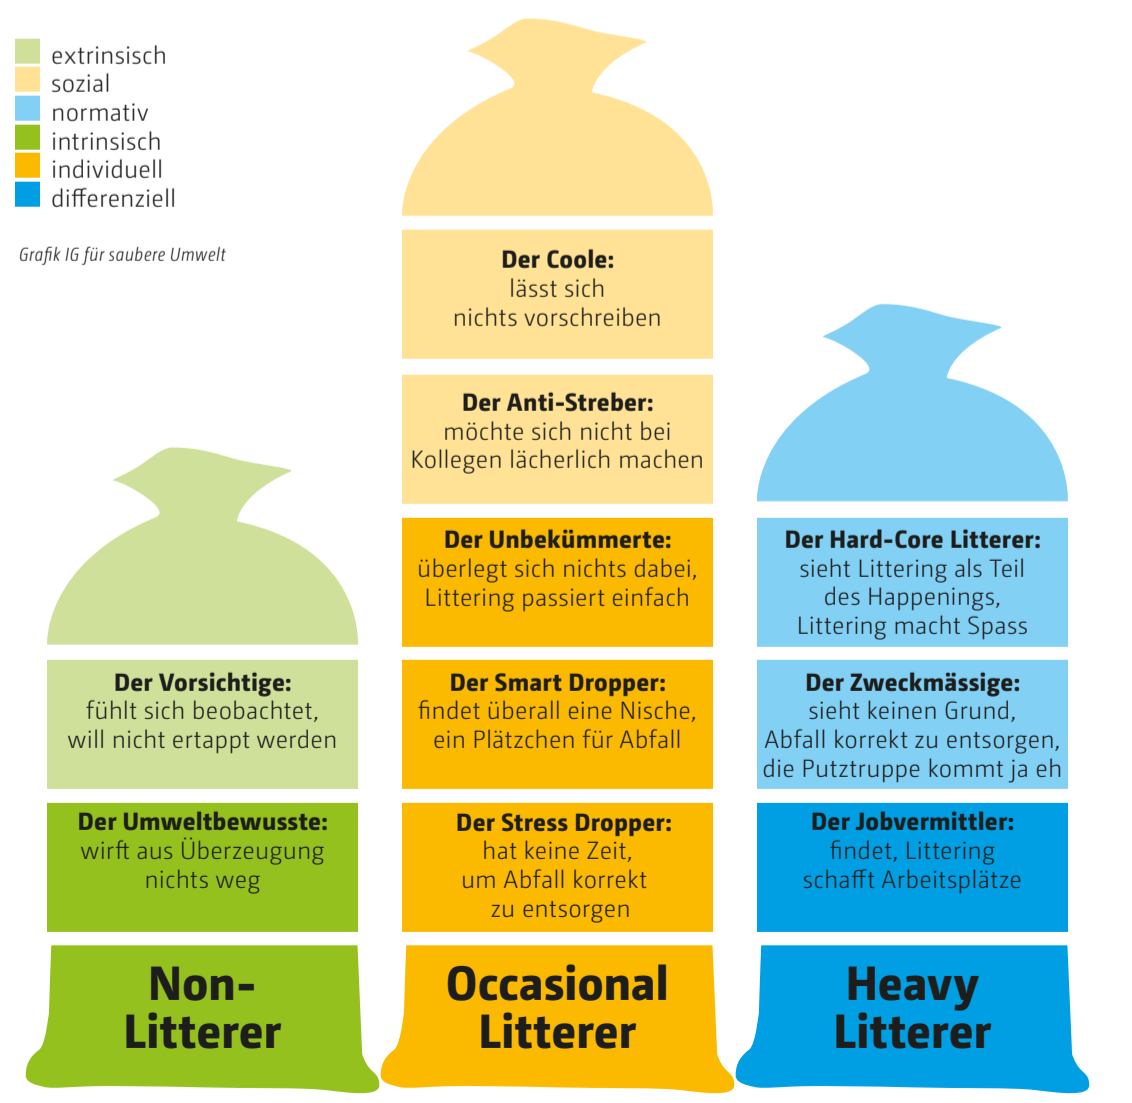 extrinsisch
sozial
normativ
intrinsisch
individuell
differenziell
Grafik IG für saubere Umwelt
Der Vorsichtige:
fühlt sich beobachtet,
will nicht ertappt werden
Der Umweltbewusste:
wirft aus Überzeugung
nichts weg
Non-
Litterer
Der Coole:
lässt sich
nichts vorschreiben
Der Anti-Streber:
möchte sich nicht bei
Kollegen lächerlich machen
Der Unbekümmerte:
überlegt sich nichts dabei,
Littering passiert einfach
Der Smart Dropper:
findet überall eine Nische,
ein Plätzchen für Abfall
Der Stress Dropper:
hat keine Zeit,
um Abfall korrekt
zu entsorgen
Occasional
Litterer
Der Hard-Core Litterer:
sieht Littering als Teil
des Happenings,
Littering macht Spass
Der Zweckmässige:
sieht keinen Grund,
Abfall korrekt zu entsorgen,
die Putztruppe kommt ja eh
Der Jobvermittler:
findet, Littering
schafft Arbeitsplätze
Heavy
Litterer